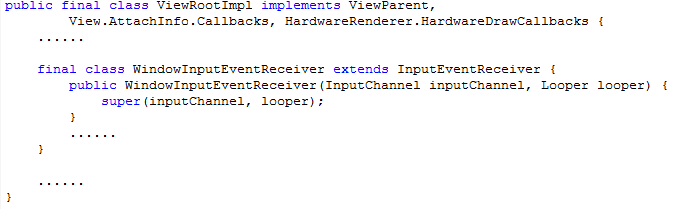 public final class ViewRootImpl implements ViewParent,
        View.AttachInfo.Callbacks, HardwareRenderer.HardwareDrawCallbacks {
    ......
    final class WindowInputEventReceiver extends InputEventReceiver {
        public WindowInputEventReceiver(InputChannel inputChannel, Looper looper) {
            super(inputChannel, looper);
        }
        ......
    }
    ......
}